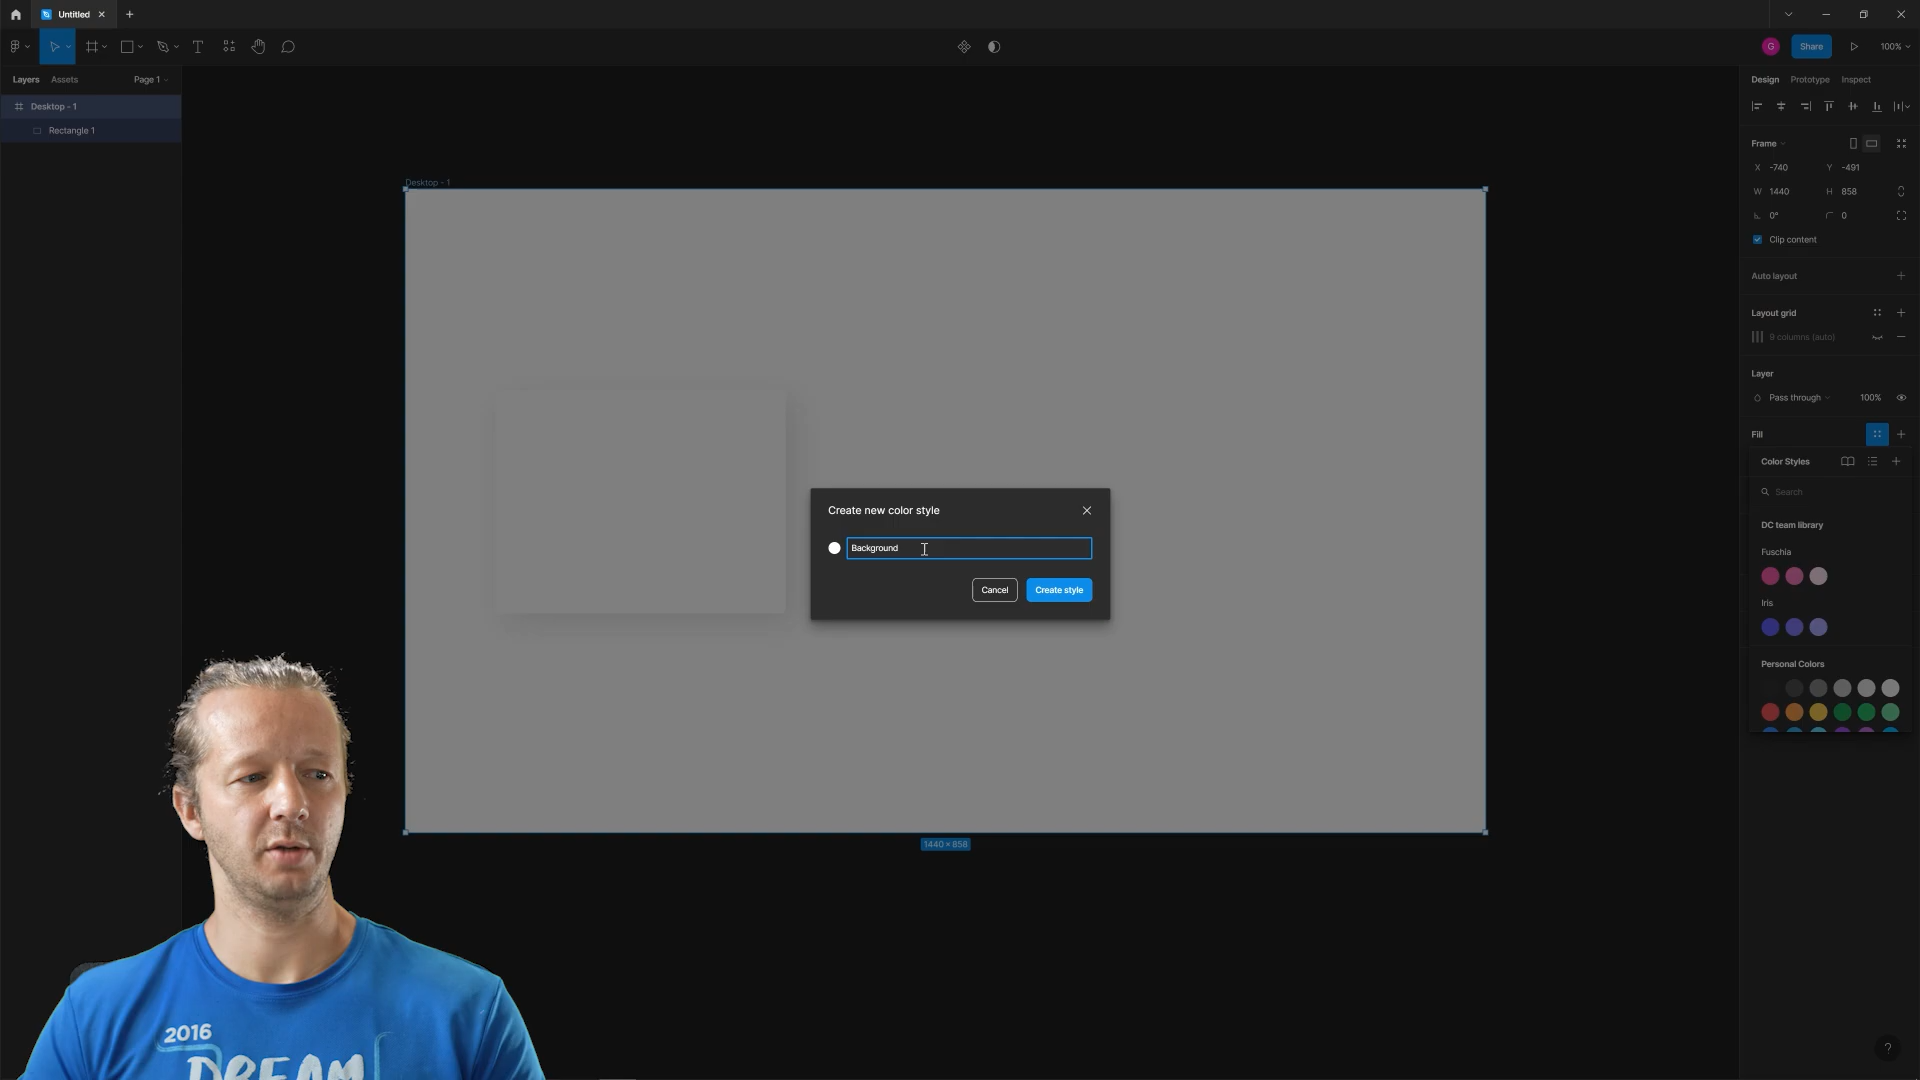 Untitled
T
G
Share
100%
Layers
Assets
Page 1
Design
Prototype
Inspect
Desktop - 1
Rectangle 1
Desktop - 1
Frame
X -740
Y -491
W 1440
H 858
0°
0
Clip content
Auto layout
Layout grid
9 columns (auto)
Layer
Pass through
100%
Fill
Color Styles
Search
DC team library
Fuschia
Iris
Personal Colors
Create new color style
Background
Cancel
Create style
1440 × 858
2016
DREAM
?